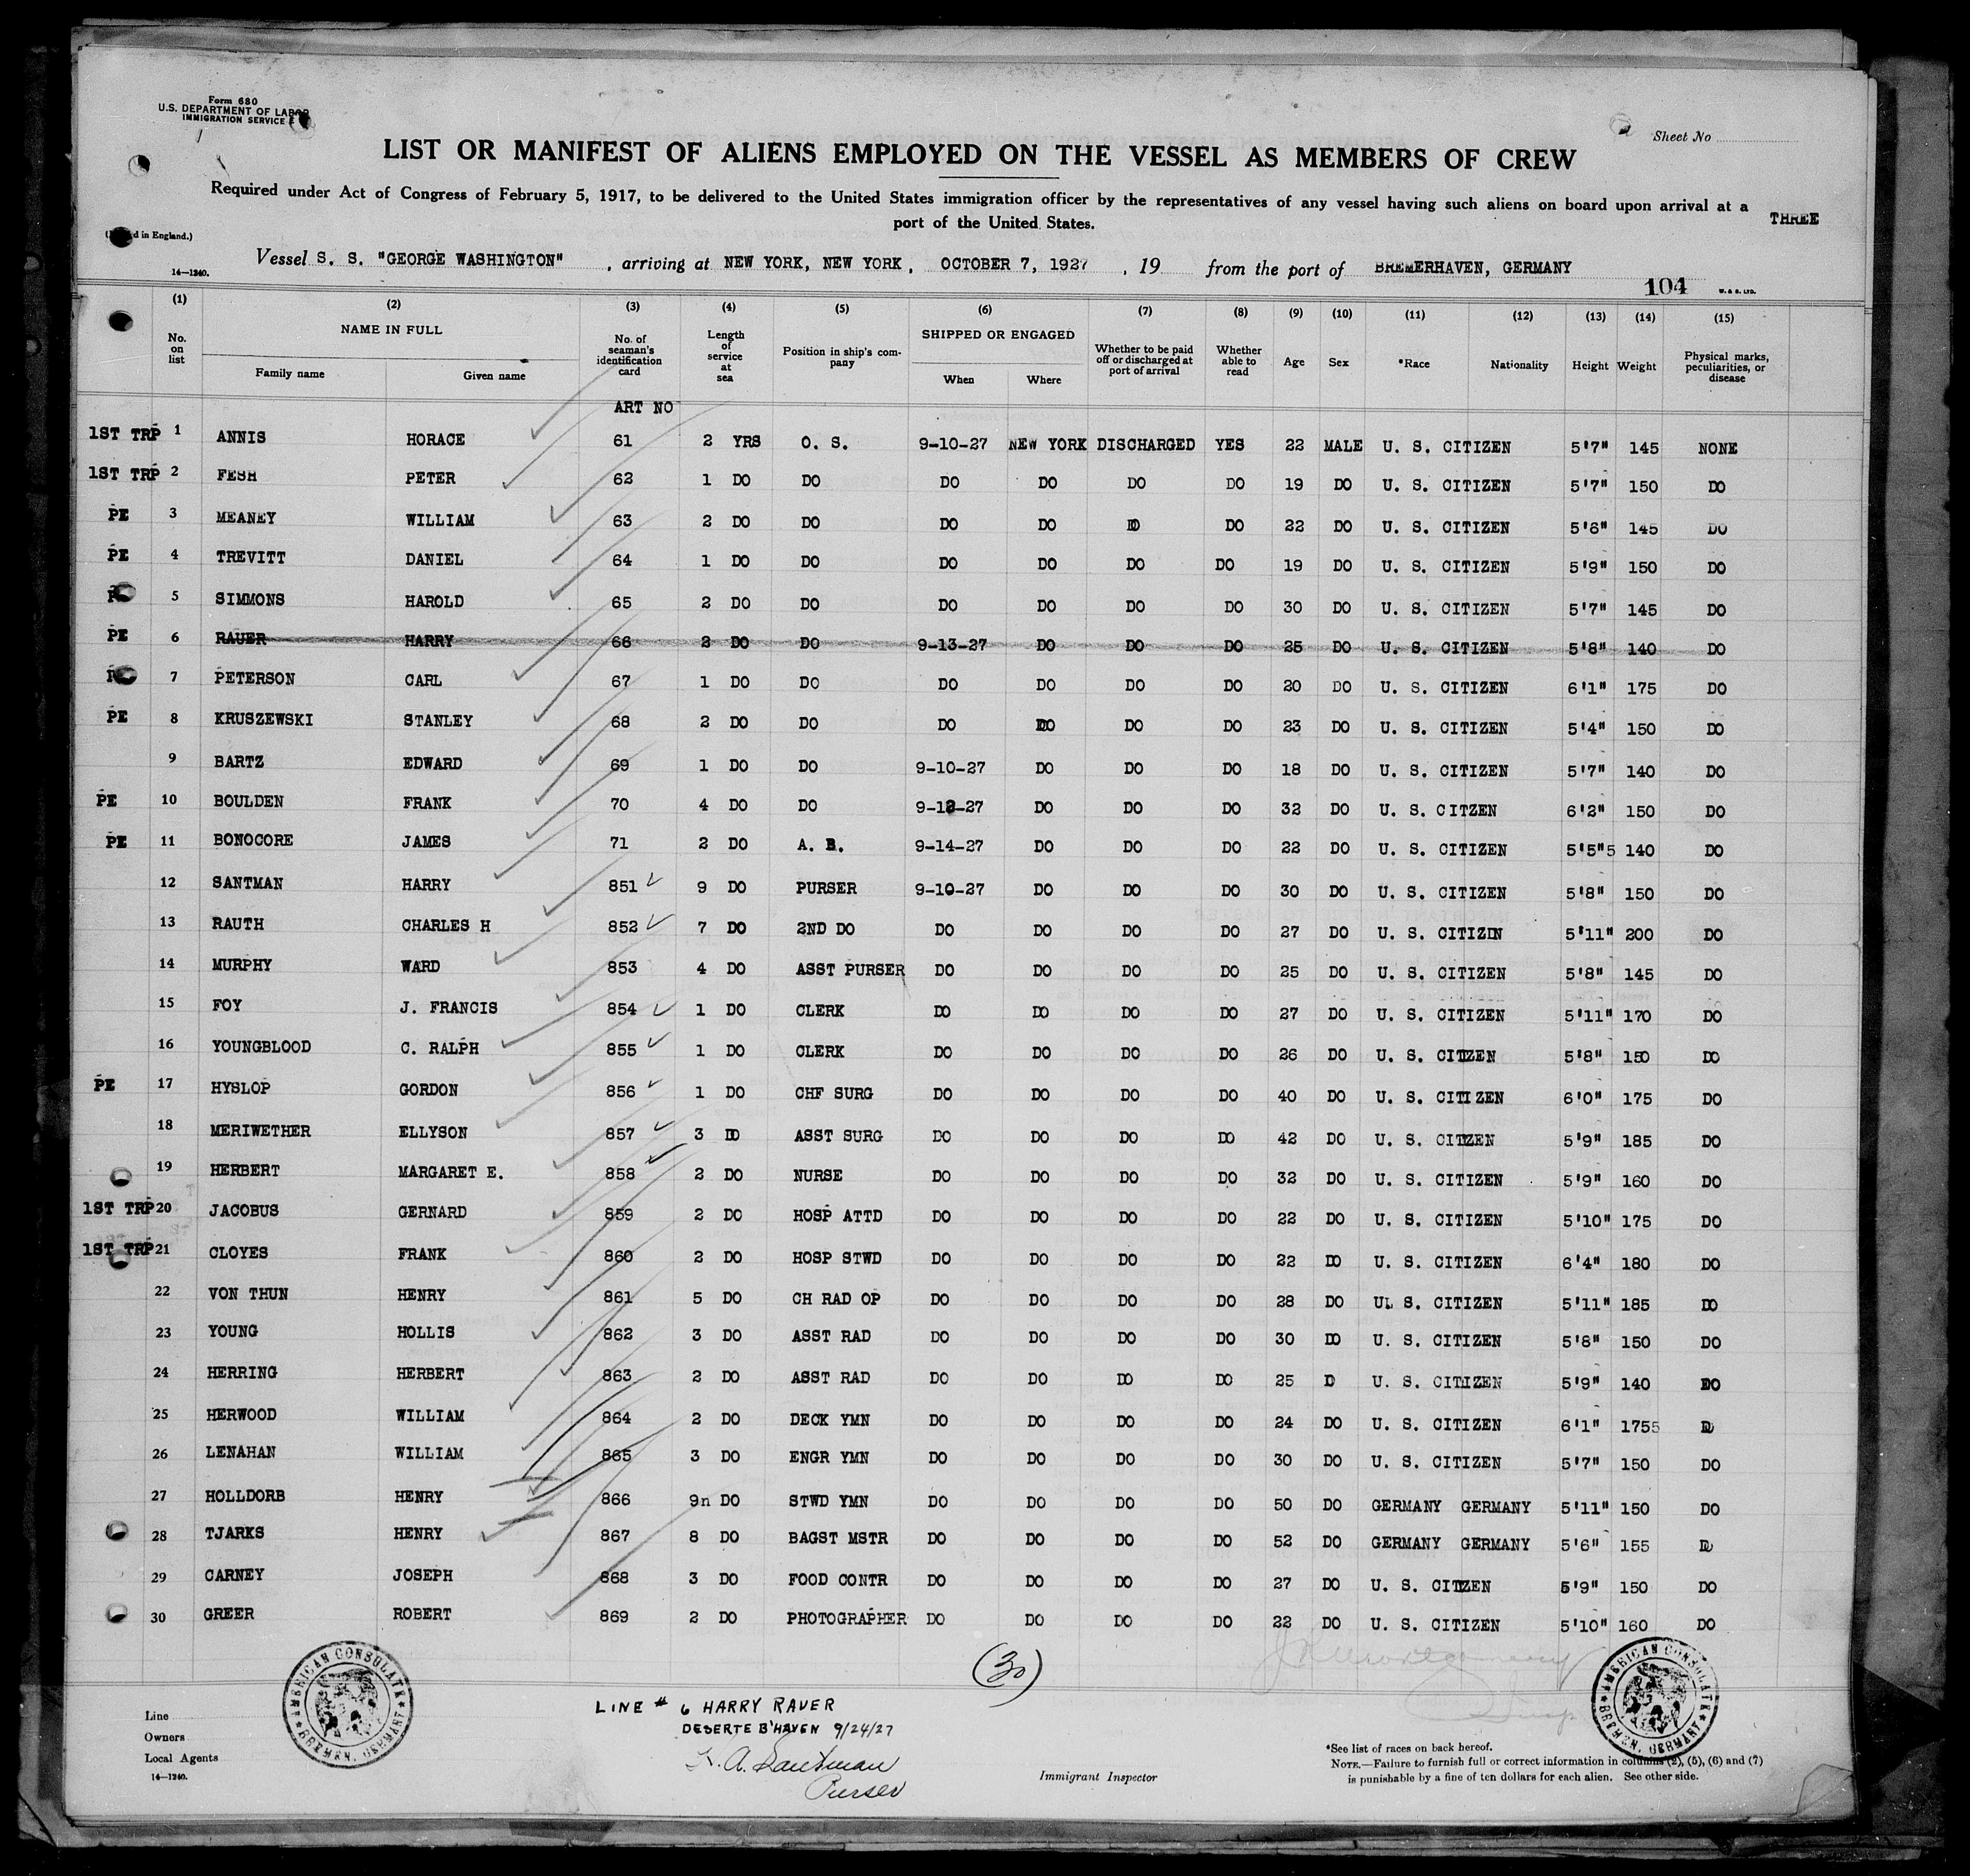 Form 680
U.S. DEPARTMENT OF LABOR
IMMIGRATION SERVICE
Sheet No
LIST OR MANIFEST OF ALIENS EMPLOYED ON THE VESSEL AS MEMBERS OF CREW
Required under Act of Congress of February 5, 1917, to be delivered to the United States immigration officer by the representatives of any vessel having such aliens on board upon arrival at a
port of the United States.
THREE
d in England.)
Vessel S. S. "GEORGE WASHINGTON" , arriving at NEW YORK, NEW YORK, OCTOBER 7, 1927 , 19 from the port of BREMERHAVEN, GERMANY
14—1240.
104 W. & S. LTD.
(1) (2) (3) (4) (5) (6) (7) (8) (9) (10) (11) (12) (13) (14) (15)
No. on list NAME IN FULL Family name Given name No. of seaman's identification card Length of service at sea Position in ship's company SHIPPED OR ENGAGED When Where Whether to be paid off or discharged at port of arrival Whether able to read Age Sex *Race Nationality Height Weight Physical marks, peculiarities, or disease
ART NO
1ST TRP 1 ANNIS HORACE 61 2 YRS O. S. 9-10-27 NEW YORK DISCHARGED YES 22 MALE U. S. CITIZEN 5'7" 145 NONE
1ST TRP 2 FESH PETER 62 1 DO DO DO DO DO DO 19 DO U. S. CITIZEN 5'7" 150 DO
PE 3 MEANEY WILLIAM 63 2 DO DO DO DO DO DO 22 DO U. S. CITIZEN 5'6" 145 DO
PE 4 TREVITT DANIEL 64 1 DO DO DO DO DO DO 19 DO U. S. CITIZEN 5'9" 150 DO
5 SIMMONS HAROLD 65 2 DO DO DO DO DO DO 30 DO U. S. CITIZEN 5'7" 145 DO
PE 6 RAUER HARRY 66 2 DO DO 9-13-27 DO DO DO 25 DO U. S. CITIZEN 5'8" 140 DO
7 PETERSON CARL 67 1 DO DO DO DO DO DO 20 DO U. S. CITIZEN 6'1" 175 DO
PE 8 KRUSZEWSKI STANLEY 68 2 DO DO DO DO DO DO 23 DO U. S. CITIZEN 5'4" 150 DO
9 BARTZ EDWARD 69 1 DO DO 9-10-27 DO DO DO 18 DO U. S. CITIZEN 5'7" 140 DO
PE 10 BOULDEN FRANK 70 4 DO DO 9-12-27 DO DO DO 32 DO U. S. CITZEN 6'2" 150 DO
PE 11 BONOCORE JAMES 71 2 DO A. B. 9-14-27 DO DO DO 22 DO U. S. CITIZEN 5'5"5 140 DO
12 SANTMAN HARRY 851 9 DO PURSER 9-10-27 DO DO DO 30 DO U. S. CITIZEN 5'8" 150 DO
13 RAUTH CHARLES H 852 7 DO 2ND DO DO DO DO DO 27 DO U. S. CITIZIN 5'11" 200 DO
14 MURPHY WARD 853 4 DO ASST PURSER DO DO DO DO 25 DO U. S. CITIZEN 5'8" 145 DO
15 FOY J. FRANCIS 854 1 DO CLERK DO DO DO DO 27 DO U. S. CITIZEN 5'11" 170 DO
16 YOUNGBLOOD C. RALPH 855 1 DO CLERK DO DO DO DO 26 DO U. S. CITIZEN 5'8" 150 DO
PE 17 HYSLOP GORDON 856 1 DO CHF SURG DO DO DO DO 40 DO U. S. CITIZEN 6'0" 175 DO
18 MERIWETHER ELLYSON 857 3 DO ASST SURG DO DO DO DO 42 DO U. S. CITIZEN 5'9" 185 DO
19 HERBERT MARGARET E. 858 2 DO NURSE DO DO DO DO 32 DO U. S. CITIZEN 5'9" 160 DO
1ST TRP 20 JACOBUS GERNARD 859 2 DO HOSP ATTD DO DO DO DO 22 DO U. S. CITIZEN 5'10" 175 DO
1ST TRP 21 CLOYES FRANK 860 2 DO HOSP STWD DO DO DO DO 22 DO U. S. CITIZEN 6'4" 180 DO
22 VON THUN HENRY 861 5 DO CH RAD OP DO DO DO DO 28 DO U. S. CITIZEN 5'11" 185 DO
23 YOUNG HOLLIS 862 3 DO ASST RAD DO DO DO DO 30 DO U. S. CITIZEN 5'8" 150 DO
24 HERRING HERBERT 863 2 DO ASST RAD DO DO DO DO 25 D U. S. CITIZEN 5'9" 140 DO
25 HERWOOD WILLIAM 864 2 DO DECK YMN DO DO DO DO 24 DO U. S. CITIZEN 6'1" 1755 D
26 LENAHAN WILLIAM 865 3 DO ENGR YMN DO DO DO DO 30 DO U. S. CITIZEN 5'7" 150 DO
27 HOLLDORB HENRY 866 9n DO STWD YMN DO DO DO DO 50 DO GERMANY GERMANY 5'11" 150 DO
28 TJARKS HENRY 867 8 DO BAGST MSTR DO DO DO DO 52 DO GERMANY GERMANY 5'6" 155 D
29 CARNEY JOSEPH 868 3 DO FOOD CONTR DO DO DO DO 27 DO U. S. CITIZEN 5'9" 150 DO
30 GREER ROBERT 869 2 DO PHOTOGRAPHER DO DO DO DO 22 DO U. S. CITIZEN 5'10" 160 DO
(30)
AMERICAN CONSULATE BREMEN, GERMANY
AMERICAN CONSULATE BREMEN, GERMANY
LINE # 6 HARRY RAUER
DESERTE B'HAVEN 9/24/27
H. A. Santman
Purser
Line
Owners
Local Agents
14—1240.
Immigrant Inspector
*See list of races on back hereof.
NOTE.—Failure to furnish full or correct information in columns (2), (5), (6) and (7)
is punishable by a fine of ten dollars for each alien. See other side.